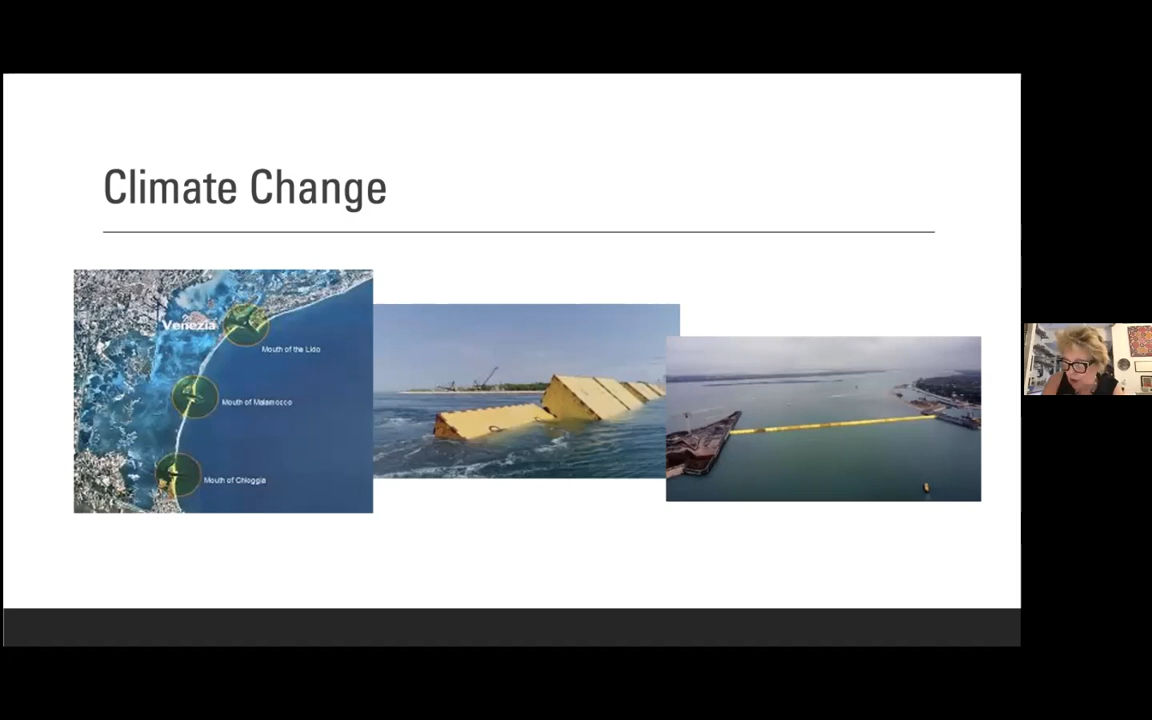 Climate Change
Venezia
Mouth of the Lido
Mouth of Malamocco
Mouth of Chioggia